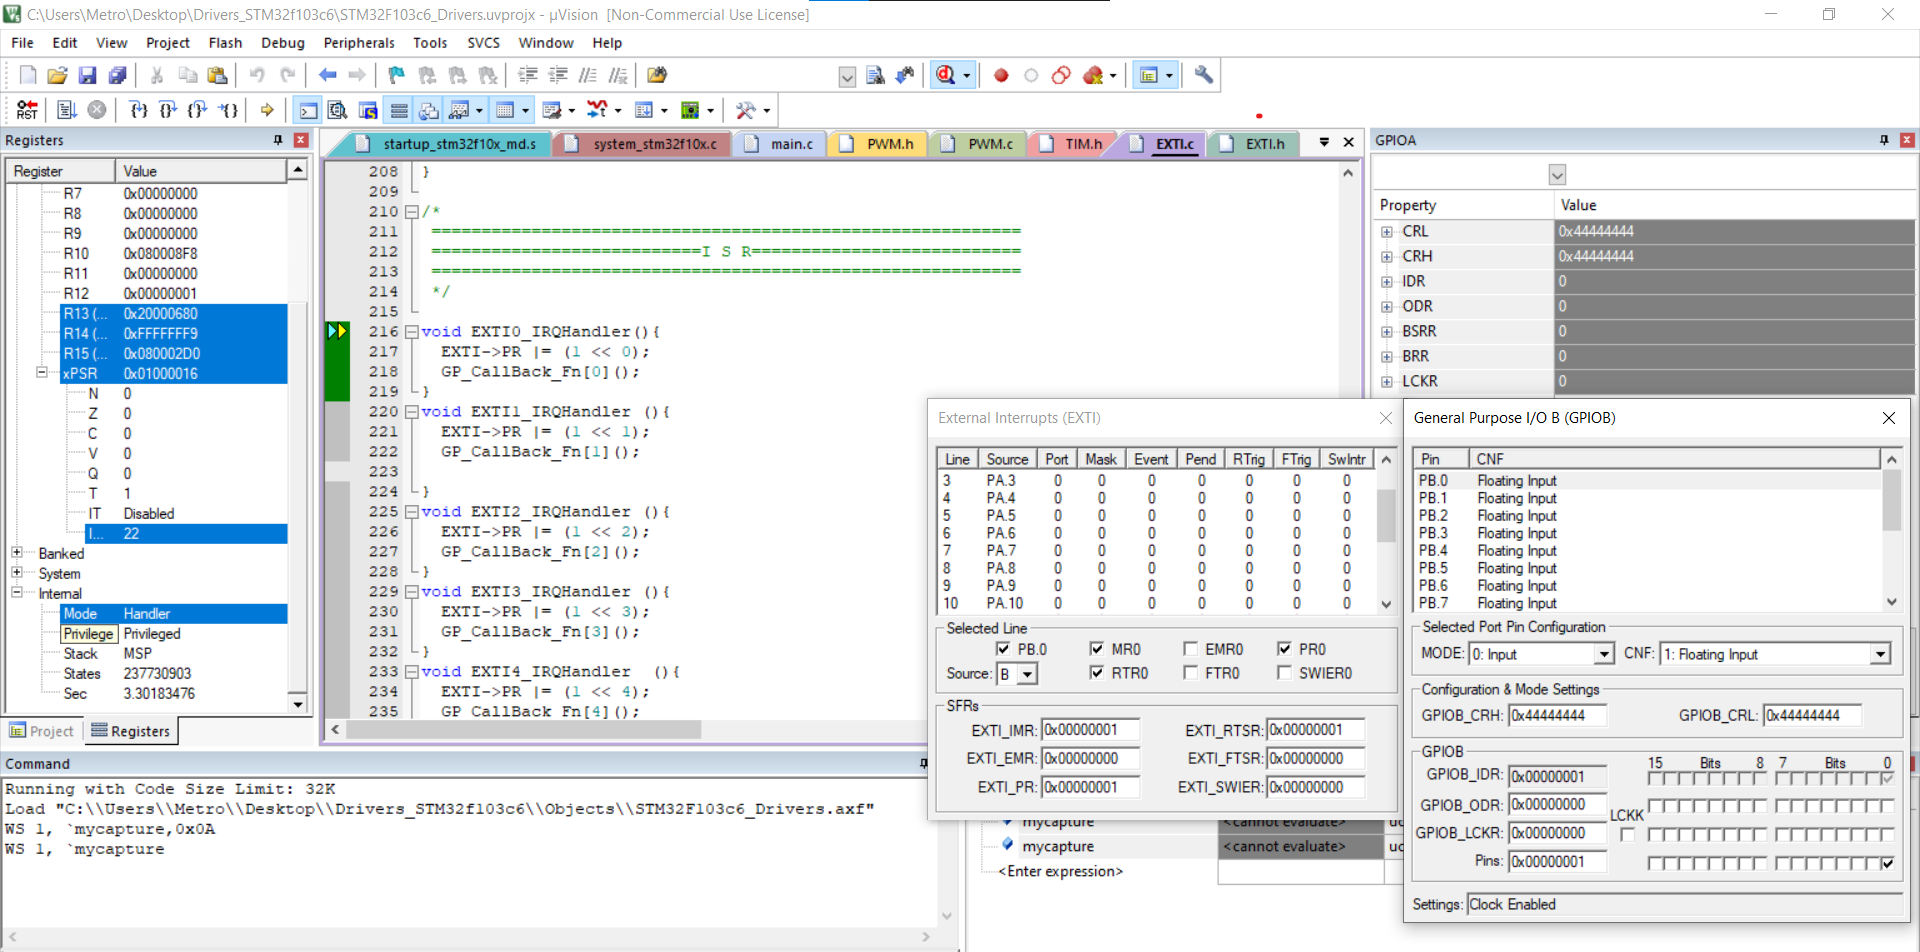 C:\Users\Metro\Desktop\Drivers_STM32f103c6\STM32F103c6_Drivers.uvprojx - µVision  [Non-Commercial Use License]
File Edit View Project Flash Debug Peripherals Tools SVCS Window Help
RST
Registers
Register Value
R7 0x00000000
R8 0x00000000
R9 0x00000000
R10 0x080008F8
R11 0x00000000
R12 0x00000001
R13 (... 0x20000680
R14 (... 0xFFFFFFF9
R15 (... 0x080002D0
xPSR 0x01000016
N 0
Z 0
C 0
V 0
Q 0
T 1
IT Disabled
I... 22
Banked
System
Internal
Mode Handler
Privilege Privileged
Stack MSP
States 237730903
Sec 3.30183476
Project Registers
startup_stm32f10x_md.s system_stm32f10x.c main.c PWM.h PWM.c TIM.h EXTI.c EXTI.h
208 }
209
210 /*
211 ===========================================================
212 ===========================I S R===========================
213 ===========================================================
214 */
215
216 void EXTI0_IRQHandler(){
217 EXTI->PR |= (1 << 0);
218 GP_CallBack_Fn[0]();
219 }
220 void EXTI1_IRQHandler (){
221 EXTI->PR |= (1 << 1);
222 GP_CallBack_Fn[1]();
223
224 }
225 void EXTI2_IRQHandler (){
226 EXTI->PR |= (1 << 2);
227 GP_CallBack_Fn[2]();
228 }
229 void EXTI3_IRQHandler (){
230 EXTI->PR |= (1 << 3);
231 GP_CallBack_Fn[3]();
232 }
233 void EXTI4_IRQHandler  (){
234 EXTI->PR |= (1 << 4);
235 GP_CallBack_Fn[4]();
GPIOA
Property Value
CRL 0x44444444
CRH 0x44444444
IDR 0
ODR 0
BSRR 0
BRR 0
LCKR 0
External Interrupts (EXTI)
Line Source Port Mask Event Pend RTrig FTrig SwIntr
3 PA.3 0 0 0 0 0 0 0
4 PA.4 0 0 0 0 0 0 0
5 PA.5 0 0 0 0 0 0 0
6 PA.6 0 0 0 0 0 0 0
7 PA.7 0 0 0 0 0 0 0
8 PA.8 0 0 0 0 0 0 0
9 PA.9 0 0 0 0 0 0 0
10 PA.10 0 0 0 0 0 0 0
Selected Line
PB.0 MR0 EMR0 PR0
Source: B RTR0 FTR0 SWIER0
SFRs
EXTI_IMR: 0x00000001 EXTI_RTSR: 0x00000001
EXTI_EMR: 0x00000000 EXTI_FTSR: 0x00000000
EXTI_PR: 0x00000001 EXTI_SWIER: 0x00000000
General Purpose I/O B (GPIOB)
Pin CNF
PB.0 Floating Input
PB.1 Floating Input
PB.2 Floating Input
PB.3 Floating Input
PB.4 Floating Input
PB.5 Floating Input
PB.6 Floating Input
PB.7 Floating Input
Selected Port Pin Configuration
MODE: 0: Input CNF: 1: Floating Input
Configuration & Mode Settings
GPIOB_CRH: 0x44444444 GPIOB_CRL: 0x44444444
GPIOB
15 Bits 8 7 Bits 0
GPIOB_IDR: 0x00000001
GPIOB_ODR: 0x00000000
LCKK
GPIOB_LCKR: 0x00000000
Pins: 0x00000001
Settings: Clock Enabled
Command
Running with Code Size Limit: 32K
Load "C:\\Users\\Metro\\Desktop\\Drivers_STM32f103c6\\Objects\\STM32F103c6_Drivers.axf"
WS 1, `mycapture,0x0A
WS 1, `mycapture
mycapture <cannot evaluate> uc
mycapture <cannot evaluate> uc
<Enter expression>